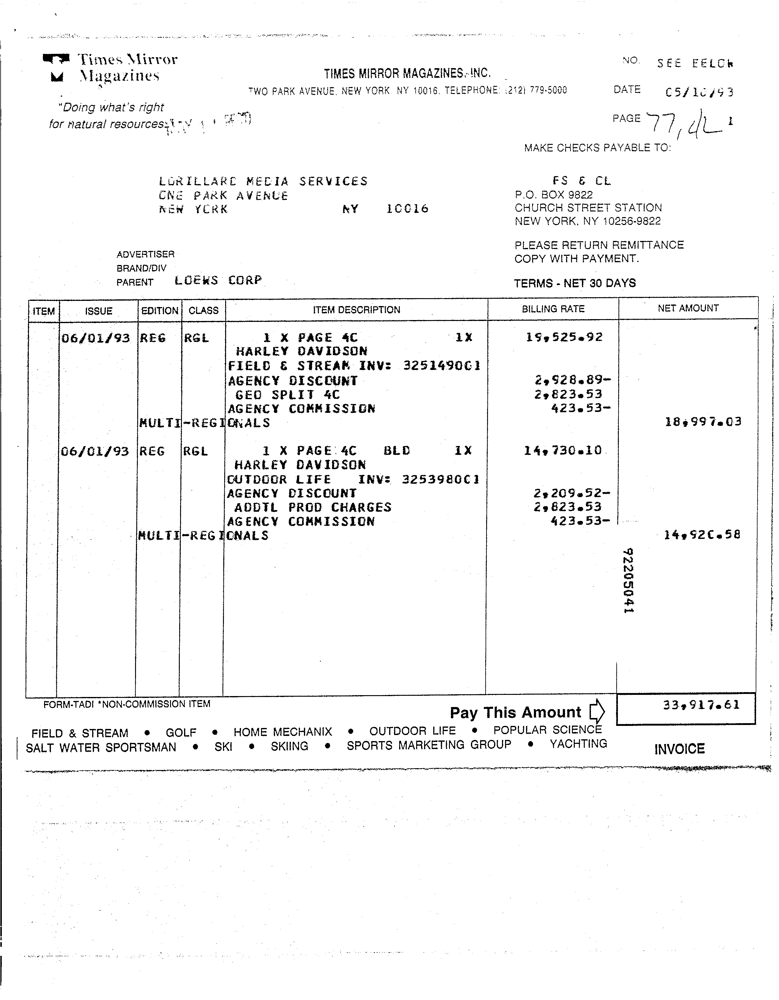 Times Mirror
Magazines
"Doing what's right
for natural resources."
TIMES MIRROR MAGAZINES, INC.
TWO PARK AVENUE, NEW YORK, NY 10016, TELEPHONE: (212) 779-5000
NO. SEE BELOW
DATE 05/10/93
PAGE 1
MAKE CHECKS PAYABLE TO:
LORILLARD MEDIA SERVICES
ONE PARK AVENUE
NEW YORK NY 10016
FS & CL
P.O. BOX 9822
CHURCH STREET STATION
NEW YORK, NY 10256-9822
PLEASE RETURN REMITTANCE
COPY WITH PAYMENT.
ADVERTISER
BRAND/DIV
PARENT LOEWS CORP
TERMS - NET 30 DAYS
ITEM ISSUE EDITION CLASS ITEM DESCRIPTION BILLING RATE NET AMOUNT
06/01/93 REG RGL 1 X PAGE 4C 1X 19,525.92
HARLEY DAVIDSON
FIELD & STREAM INV: 325149001
AGENCY DISCOUNT 2,928.89-
GEO SPLIT 4C 2,823.53
AGENCY COMMISSION 423.53-
MULTI-REGIONALS 18,997.03
06/01/93 REG RGL 1 X PAGE 4C BLD 1X 14,730.10
HARLEY DAVIDSON
OUTDOOR LIFE INV: 325398001
AGENCY DISCOUNT 2,209.52-
ADDTL PROD CHARGES 2,823.53
AGENCY COMMISSION 423.53-
MULTI-REGIONALS 14,920.58
92205041
FORM-TADI *NON-COMMISSION ITEM
Pay This Amount 33,917.61
FIELD & STREAM • GOLF • HOME MECHANIX • OUTDOOR LIFE • POPULAR SCIENCE
SALT WATER SPORTSMAN • SKI • SKIING • SPORTS MARKETING GROUP • YACHTING
INVOICE